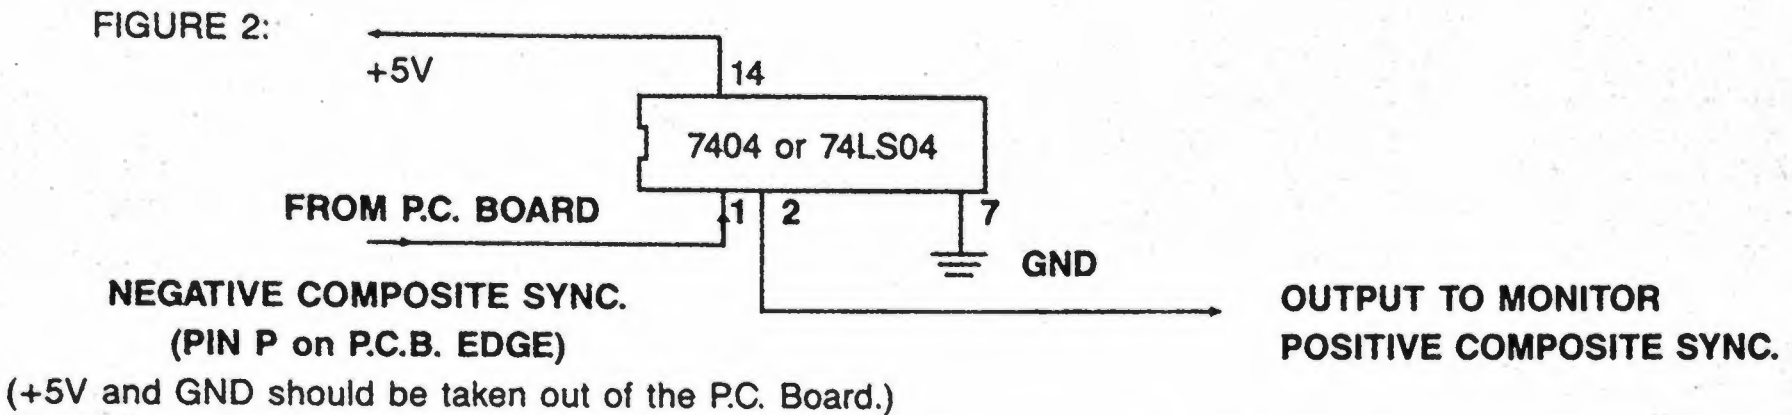 FIGURE 2:
+5V
14
7404 or 74LS04
FROM P.C. BOARD
1 2 7
GND
NEGATIVE COMPOSITE SYNC.
(PIN P on P.C.B. EDGE)
OUTPUT TO MONITOR
POSITIVE COMPOSITE SYNC.
(+5V and GND should be taken out of the P.C. Board.)